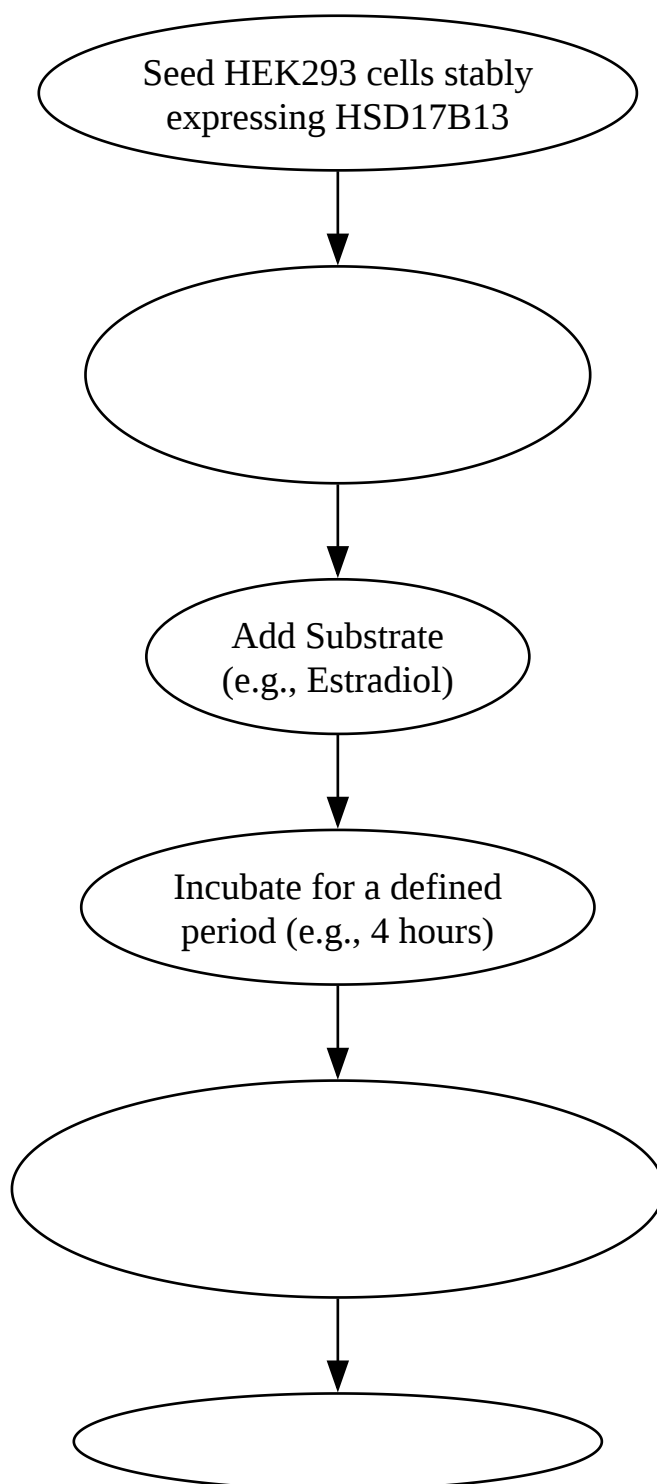 Seed HEK293 cells stably
expressing HSD17B13
Add Substrate
(e.g., Estradiol)
Incubate for a defined
period (e.g., 4 hours)